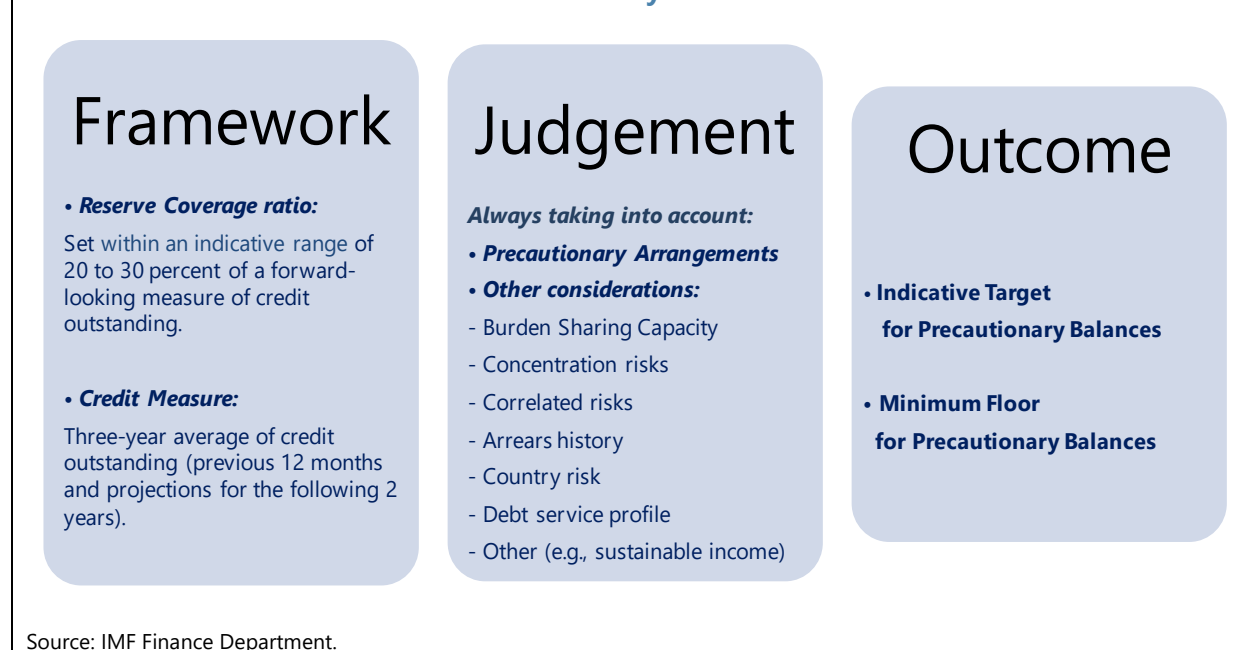 Framework
• Reserve Coverage ratio:
Set within an indicative range of
20 to 30 percent of a forward-
looking measure of credit
outstanding.
• Credit Measure:
Three-year average of credit
outstanding (previous 12 months
and projections for the following 2
years).
Judgement
Always taking into account:
• Precautionary Arrangements
• Other considerations:
- Burden Sharing Capacity
- Concentration risks
- Correlated risks
- Arrears history
- Country risk
- Debt service profile
- Other (e.g., sustainable income)
Outcome
• Indicative Target
for Precautionary Balances
• Minimum Floor
for Precautionary Balances
Source: IMF Finance Department.